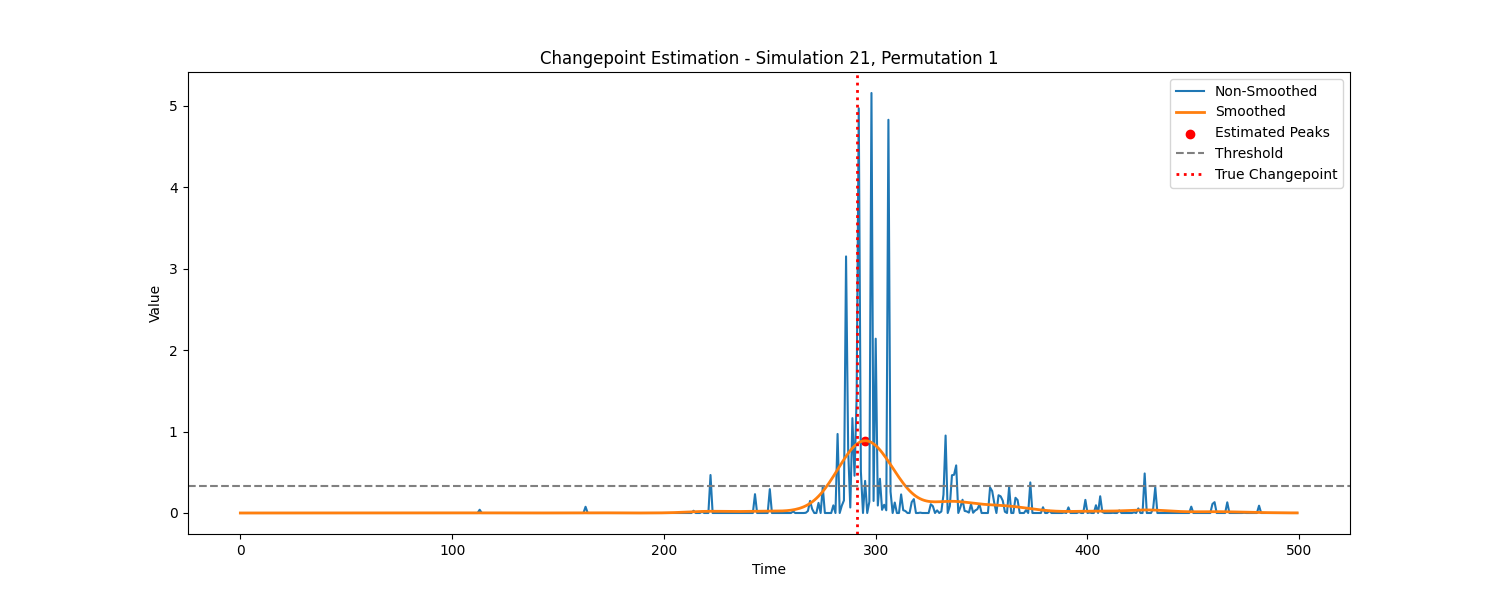 Changepoint Estimation - Simulation 21, Permutation 1
Non-Smoothed
Smoothed
Estimated Peaks
Threshold
True Changepoint
Value
5
4
3
2
1
0
0 100 200 300 400 500
Time